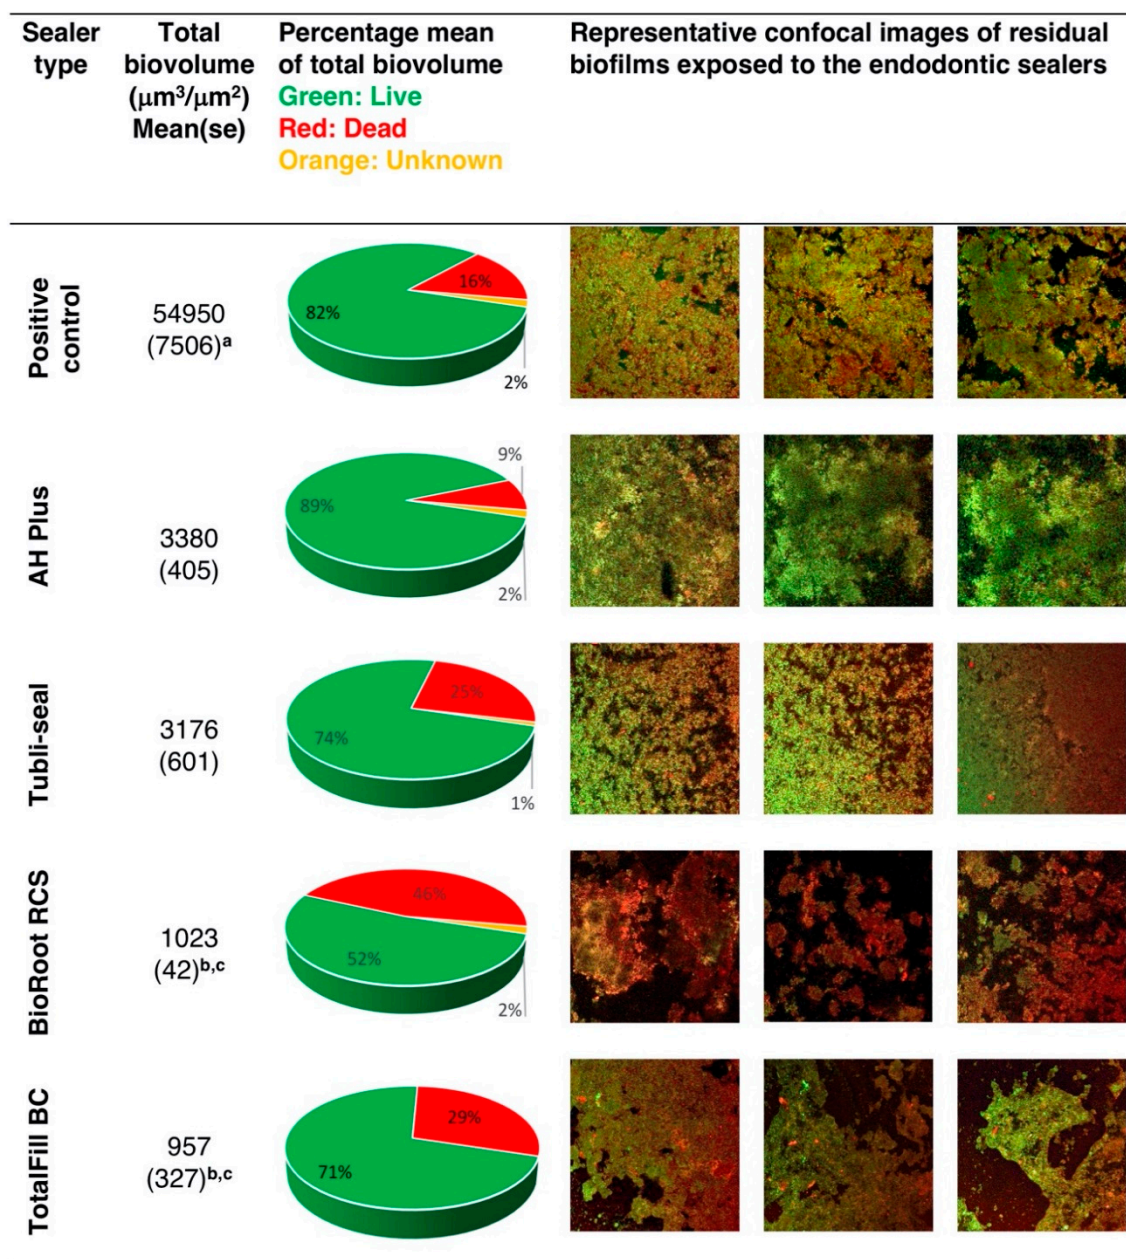 Sealer type
Total biovolume (μm³/μm²) Mean(se)
Percentage mean of total biovolume
Green: Live
Red: Dead
Orange: Unknown
Representative confocal images of residual biofilms exposed to the endodontic sealers
Positive control
54950
(7506)ᵃ
82%
16%
2%
AH Plus
3380
(405)
89%
9%
2%
Tubli-seal
3176
(601)
74%
25%
1%
BioRoot RCS
1023
(42)ᵇ,ᶜ
52%
46%
2%
TotalFill BC
957
(327)ᵇ,ᶜ
71%
29%